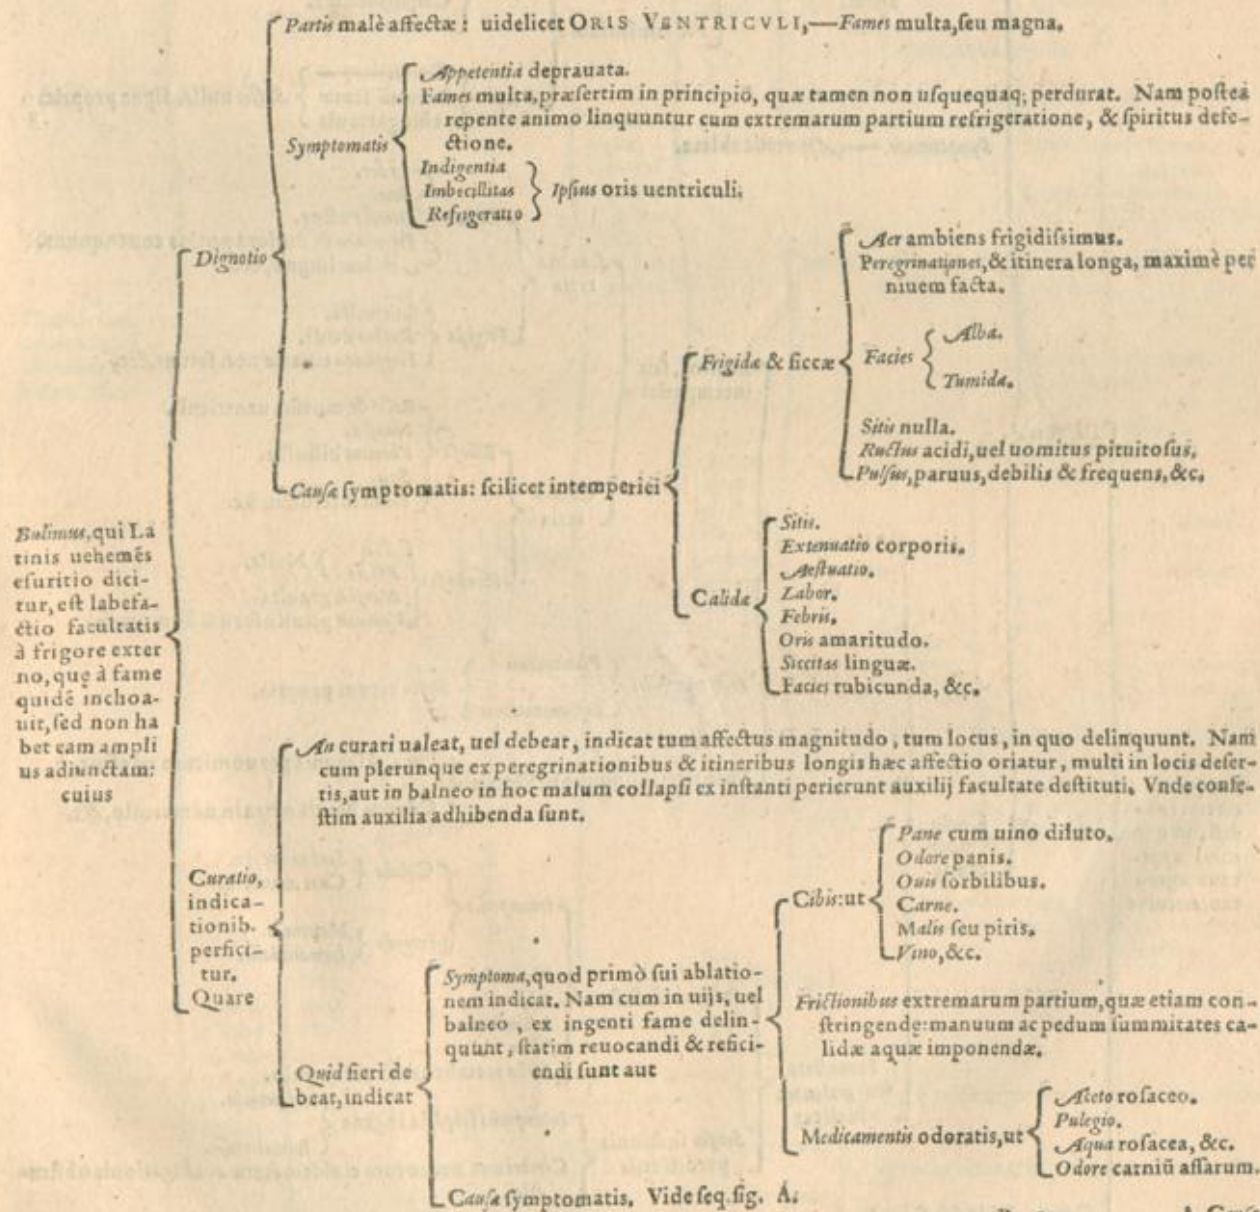 Partis malè affectæ : uidelicet ORIS VENTRICVLI,—Fames multa, seu magna.
Symptomatis
Appetentia deprauata.
Fames multa, præsertim in principio, quæ tamen non usquequaq; perdurat. Nam posteà
repente animo linquuntur cum extremarum partium refrigeratione, & spiritus defe-
ctione.
Indigentia
Imbecillitas
Refrigeratio
Ipsius oris uentriculi.
Dignotio
Causæ symptomatis: scilicet intemperiei
Frigidæ & siccæ
Aer ambiens frigidissimus.
Peregrinationes, & itinera longa, maximè per
niuem facta.
Facies
Alba.
Tumida.
Sitis nulla.
Ructus acidi, uel uomitus pituitosus.
Pulsus, paruus, debilis & frequens, &c.
Calidæ
Sitis.
Extenuatio corporis.
Aestuatio.
Labor.
Febris.
Oris amaritudo.
Siccitas linguæ.
Facies rubicunda, &c.
Bulimus, qui La
tinis uehemẽs
esuritio dici-
tur, est labefa-
ctio facultatis
à frigore exter
no, quę à fame
quidẽ inchoa-
uit, sed non ha
bet eam ampli
us adiunctam:
cuius
Curatio,
indica-
tionib.
perfici-
tur.
Quare
An curari ualeat, uel debeat, indicat tum affectus magnitudo, tum locus, in quo delinquunt. Nam
cum plerunque ex peregrinationibus & itineribus longis hæc affectio oriatur, multi in locis deser-
tis, aut in balneo in hoc malum collapsi ex instanti perierunt auxilij facultate destituti. Vnde confe-
stim auxilia adhibenda sunt.
Quid fieri de
beat, indicat
Symptoma, quod primò sui ablatio-
nem indicat. Nam cum in uijs, uel
balneo, ex ingenti fame delin-
quunt, statim reuocandi & refici-
endi sunt aut
Cibis: ut
Pane cum uino diluto.
Odore panis.
Ouis sorbilibus.
Carne.
Malis seu piris.
Vino, &c.
Frictionibus extremarum partium, quæ etiam con-
stringendę: manuum ac pedum summitates ca-
lidæ aquæ imponendæ.
Medicamentis odoratis, ut
Aceto rosaceo.
Pulegio.
Aqua rosacea, &c.
Odore carniũ assarum.
Causa symptomatis. Vide seq. fig. A.